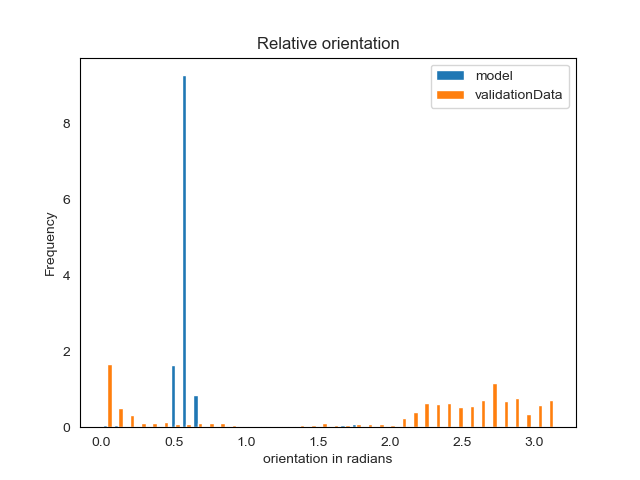 Relative orientation
model
validationData
Frequency
8
6
4
2
0
0.0 0.5 1.0 1.5 2.0 2.5 3.0
orientation in radians